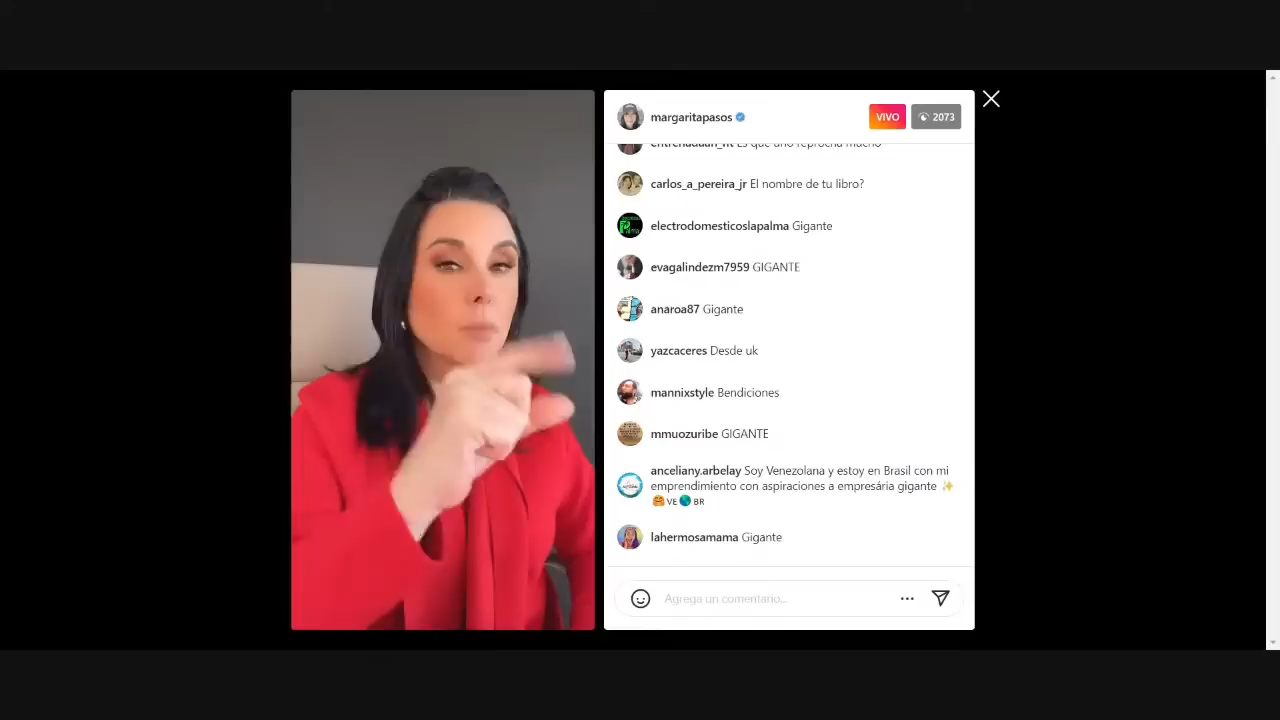 margaritapasos
VIVO
2073
carlos_a_pereira_jr El nombre de tu libro?
electrodomesticoslapalma Gigante
evagalindezm7959 GIGANTE
anaroa87 Gigante
yazcaceres Desde uk
mannixstyle Bendiciones
mmuozuribe GIGANTE
anceliany.arbelay Soy Venezolana y estoy en Brasil con mi
emprendimiento con aspiraciones a empresária gigante ✨
🤗 VE 🌎 BR
lahermosamama Gigante
Agrega un comentario...